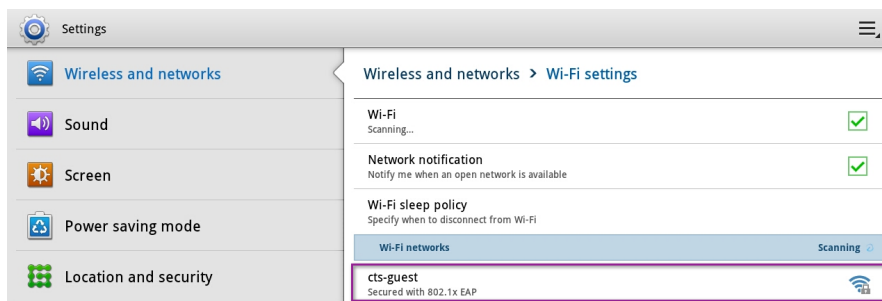 Settings
Wireless and networks
Sound
Screen
Power saving mode
Location and security
Wireless and networks > Wi-Fi settings
Wi-Fi
Scanning...
Network notification
Notify me when an open network is available
Wi-Fi sleep policy
Specify when to disconnect from Wi-Fi
Wi-Fi networks Scanning
cts-guest
Secured with 802.1x EAP